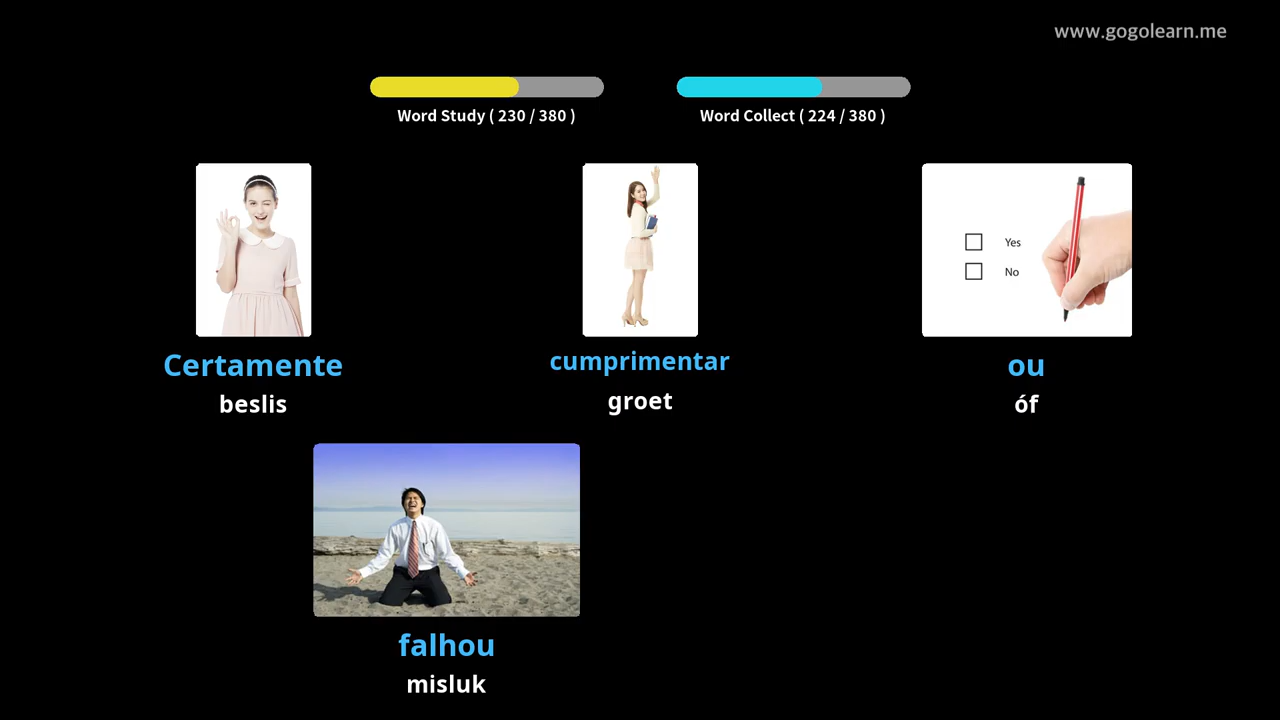 www.gogolearn.me
Word Study ( 230 / 380 )
Word Collect ( 224 / 380 )
Yes
No
Certamente
beslis
cumprimentar
groet
ou
óf
falhou
misluk